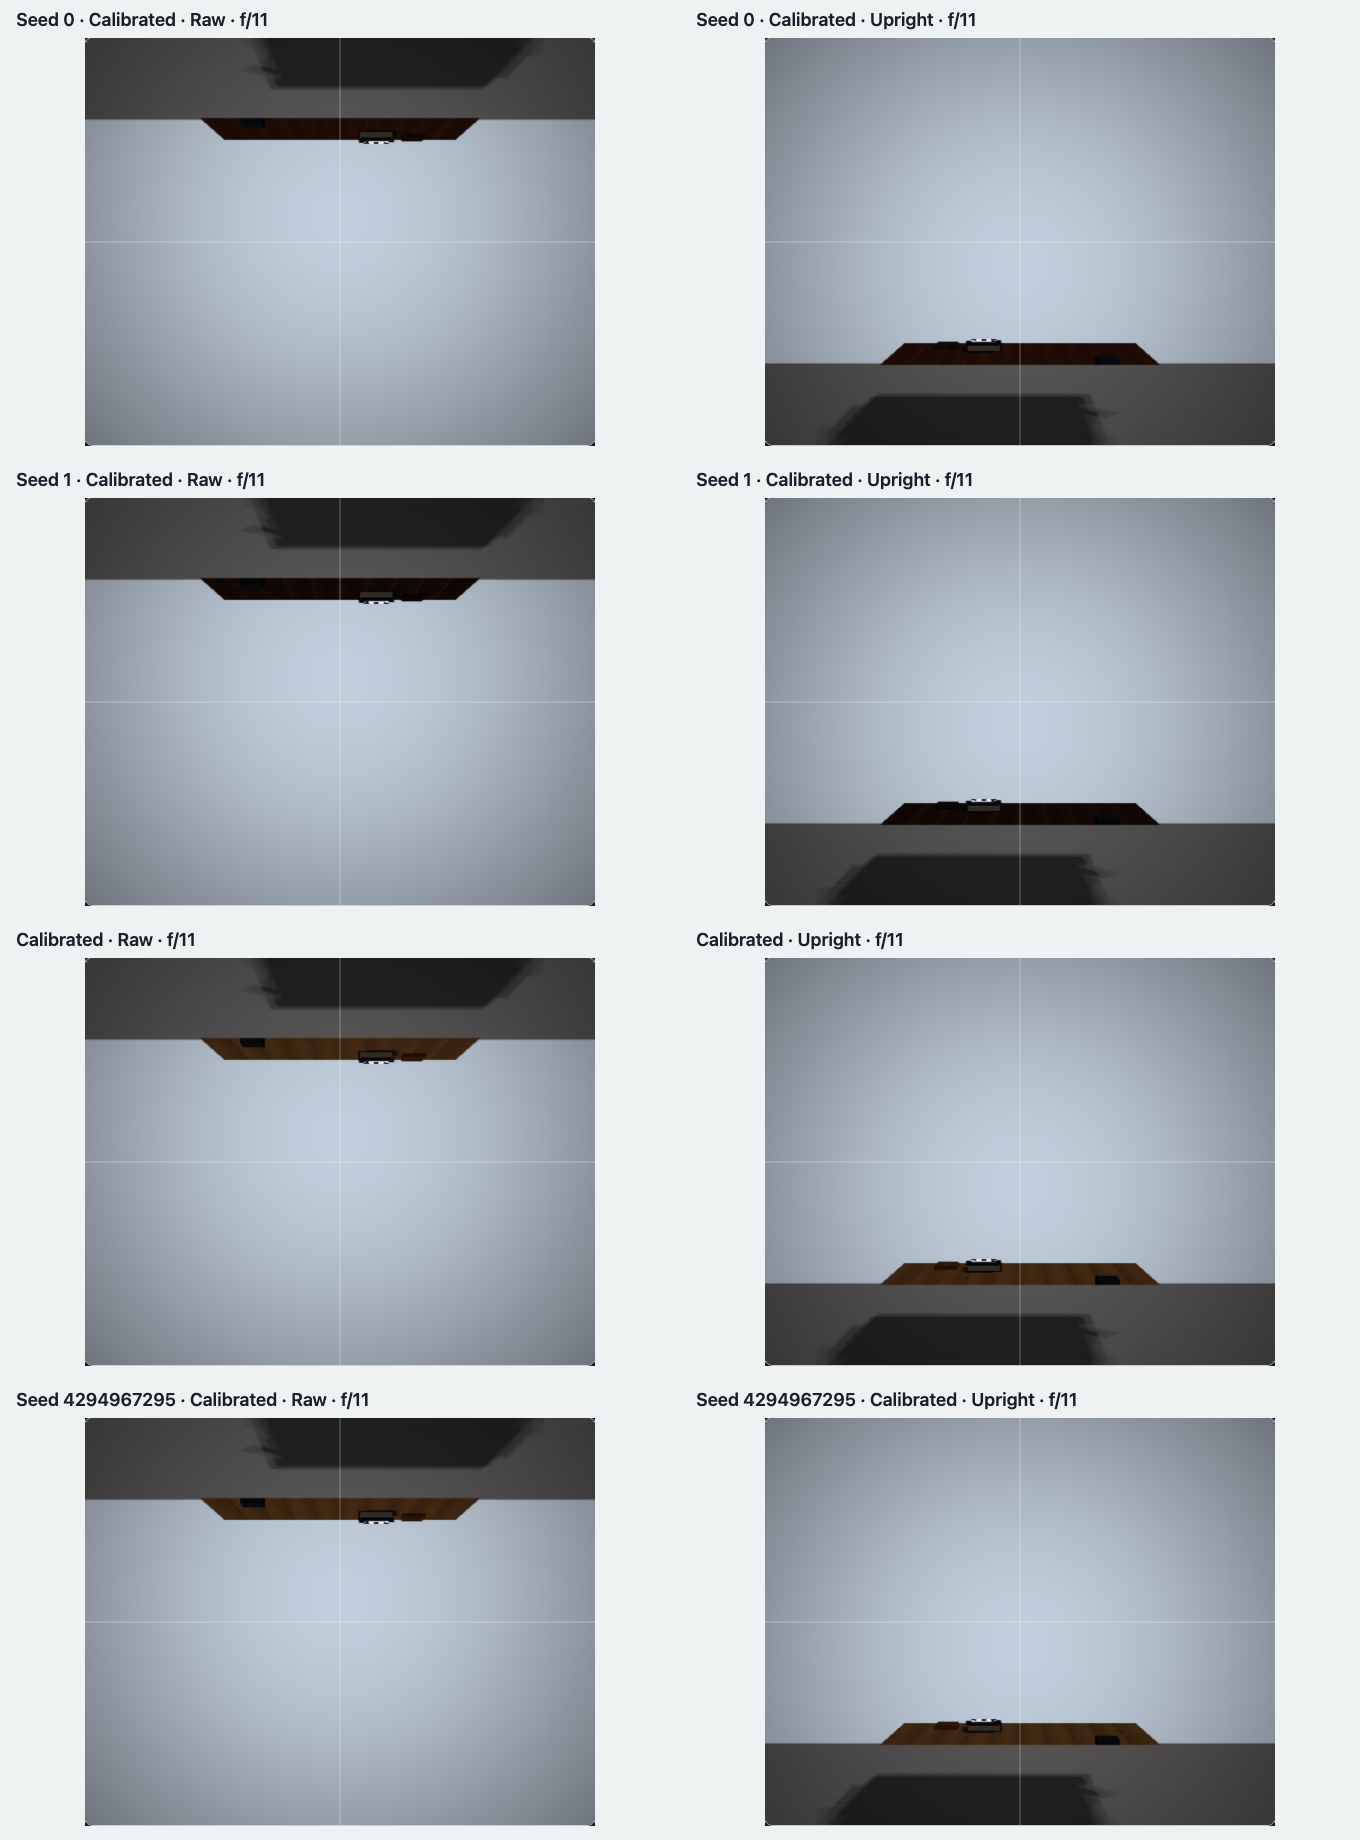 Seed 0 · Calibrated · Raw · f/11
Seed 0 · Calibrated · Upright · f/11
Seed 1 · Calibrated · Raw · f/11
Seed 1 · Calibrated · Upright · f/11
Calibrated · Raw · f/11
Calibrated · Upright · f/11
Seed 4294967295 · Calibrated · Raw · f/11
Seed 4294967295 · Calibrated · Upright · f/11